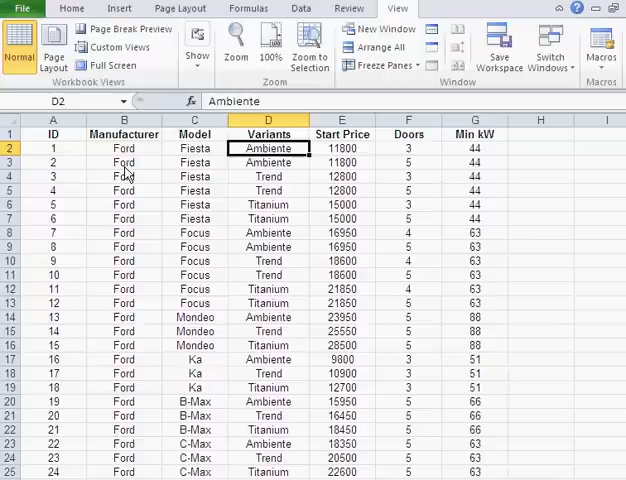 File Home Insert Page Layout Formulas Data Review View
Normal Page Layout Page Break Preview Custom Views Full Screen Show Zoom 100% Zoom to Selection New Window Arrange All Freeze Panes Save Workspace Switch Windows Macros
Workbook Views Zoom Window Macros
D2 fx Ambiente
A B C D E F G H I
1 ID Manufacturer Model Variants Start Price Doors Min kW
2 1 Ford Fiesta Ambiente 11800 3 44
3 2 Ford Fiesta Ambiente 11800 5 44
4 3 Ford Fiesta Trend 12800 3 44
5 4 Ford Fiesta Trend 12800 5 44
6 5 Ford Fiesta Titanium 15000 3 44
7 6 Ford Fiesta Titanium 15000 5 44
8 7 Ford Focus Ambiente 16950 4 63
9 8 Ford Focus Ambiente 16950 5 63
10 9 Ford Focus Trend 18600 4 63
11 10 Ford Focus Trend 18600 5 63
12 11 Ford Focus Titanium 21850 4 63
13 12 Ford Focus Titanium 21850 5 63
14 13 Ford Mondeo Ambiente 23950 5 88
15 14 Ford Mondeo Trend 25550 5 88
16 15 Ford Mondeo Titanium 28500 5 88
17 16 Ford Ka Ambiente 9800 3 51
18 17 Ford Ka Trend 10900 3 51
19 18 Ford Ka Titanium 12700 3 51
20 19 Ford B-Max Ambiente 15950 5 66
21 20 Ford B-Max Trend 16450 5 66
22 21 Ford B-Max Titanium 18450 5 66
23 22 Ford C-Max Ambiente 18350 5 63
24 23 Ford C-Max Trend 20500 5 63
25 24 Ford C-Max Titanium 22600 5 63